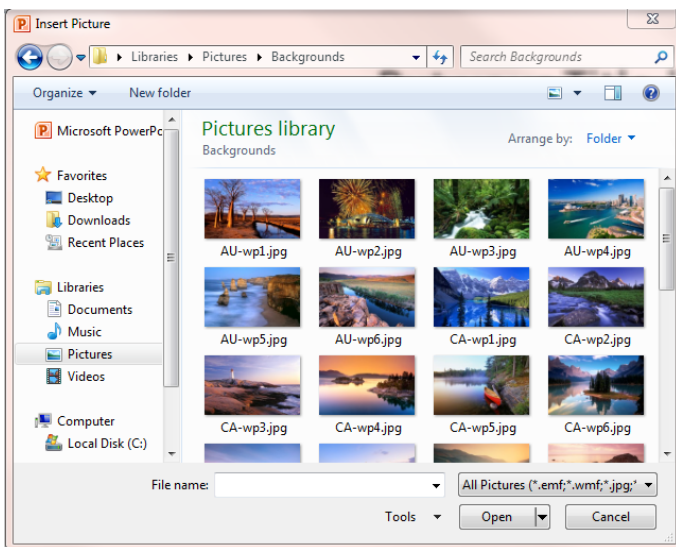 Insert Picture
Libraries Pictures Backgrounds
Search Backgrounds
Organize New folder
Microsoft PowerPo
Favorites
Desktop
Downloads
Recent Places
Libraries
Documents
Music
Pictures
Videos
Computer
Local Disk (C:)
Pictures library
Backgrounds
Arrange by: Folder
AU-wp1.jpg AU-wp2.jpg AU-wp3.jpg AU-wp4.jpg
AU-wp5.jpg AU-wp6.jpg CA-wp1.jpg CA-wp2.jpg
CA-wp3.jpg CA-wp4.jpg CA-wp5.jpg CA-wp6.jpg
File name: All Pictures (*.emf;*.wmf;*.jpg;*
Tools Open Cancel